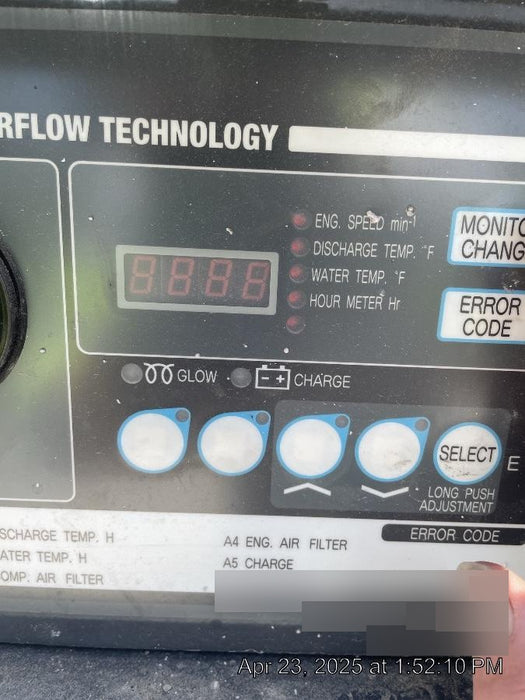 RFLOW TECHNOLOGY
ENG. SPEED min-1
DISCHARGE TEMP. °F
WATER TEMP. °F
HOUR METER Hr
MONITO
CHANG
ERROR
CODE
GLOW
- +
CHARGE
SELECT
E
LONG PUSH
ADJUSTMENT
ERROR CODE
SCHARGE TEMP. H
ATER TEMP. H
OMP. AIR FILTER
A4 ENG. AIR FILTER
A5 CHARGE
Apr 23, 2025 at 1:52:10 PM